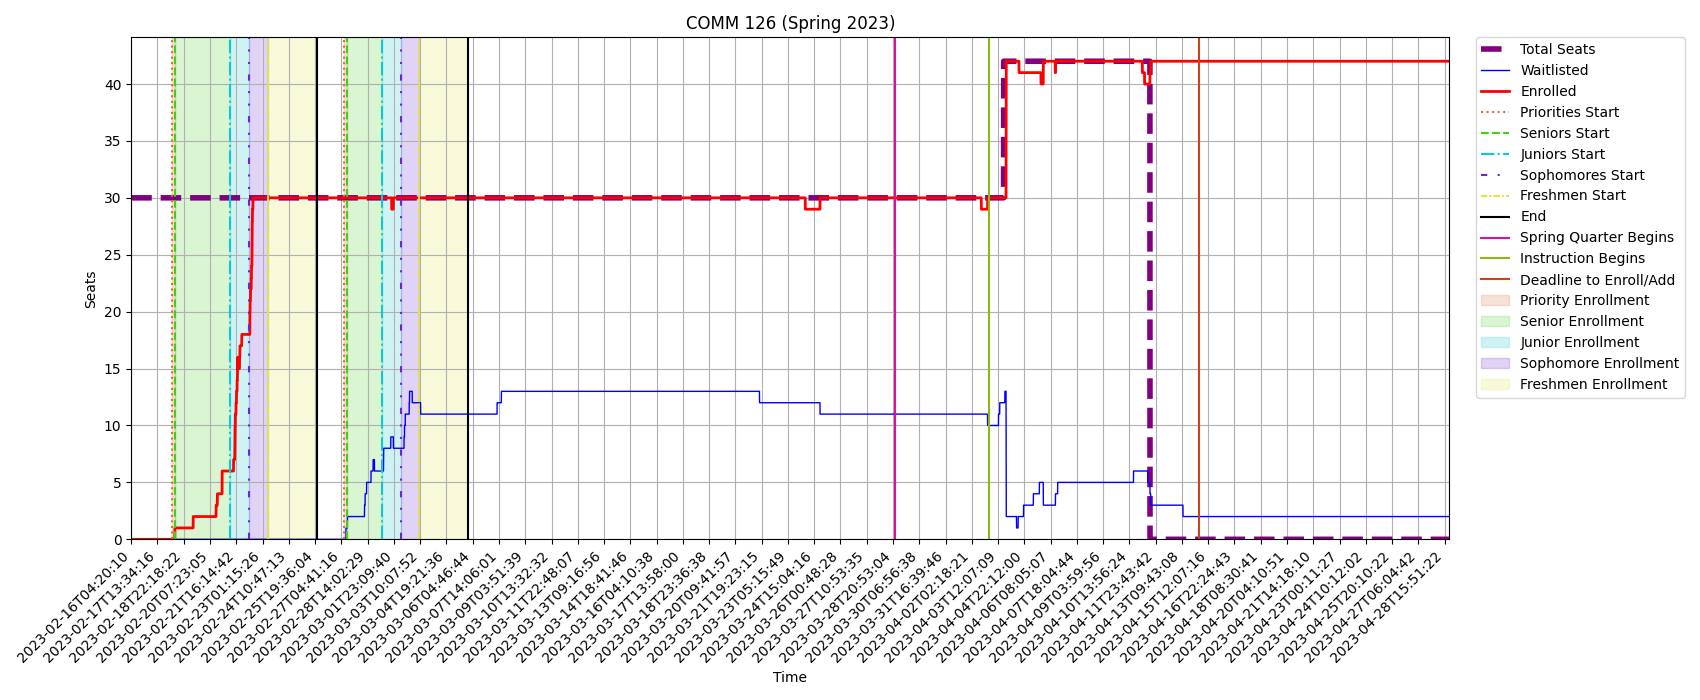 COMM 126 (Spring 2023)
Seats
40
35
30
25
20
15
10
5
0
2023-02-16T04:20:10
2023-02-17T13:34:16
2023-02-18T22:18:22
2023-02-20T07:23:05
2023-02-21T16:14:42
2023-02-23T01:15:26
2023-02-24T10:47:13
2023-02-25T19:36:04
2023-02-27T04:41:16
2023-02-28T14:02:29
2023-03-01T23:09:40
2023-03-03T10:07:52
2023-03-04T19:21:36
2023-03-06T04:46:44
2023-03-07T14:06:01
2023-03-09T03:51:39
2023-03-10T13:32:32
2023-03-11T22:48:07
2023-03-13T09:16:56
2023-03-14T18:41:46
2023-03-16T04:10:38
2023-03-17T13:58:00
2023-03-18T23:36:38
2023-03-20T09:41:57
2023-03-21T19:23:15
2023-03-23T05:15:49
2023-03-24T15:04:16
2023-03-26T00:48:28
2023-03-27T10:53:35
2023-03-28T20:53:04
2023-03-30T06:56:38
2023-03-31T16:39:46
2023-04-02T02:18:21
2023-04-03T12:07:09
2023-04-04T22:12:00
2023-04-06T08:05:07
2023-04-07T18:04:44
2023-04-09T03:59:56
2023-04-10T13:56:24
2023-04-11T23:43:42
2023-04-13T09:43:08
2023-04-15T12:07:16
2023-04-16T22:24:43
2023-04-18T08:30:41
2023-04-20T04:10:51
2023-04-21T14:18:10
2023-04-23T00:11:27
2023-04-24T10:12:02
2023-04-25T20:10:22
2023-04-27T06:04:42
2023-04-28T15:51:22
Time
Total Seats
Waitlisted
Enrolled
Priorities Start
Seniors Start
Juniors Start
Sophomores Start
Freshmen Start
End
Spring Quarter Begins
Instruction Begins
Deadline to Enroll/Add
Priority Enrollment
Senior Enrollment
Junior Enrollment
Sophomore Enrollment
Freshmen Enrollment